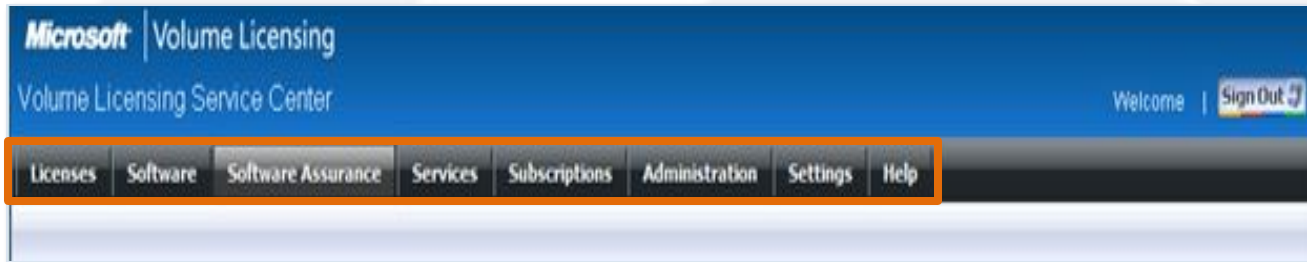 Microsoft Volume Licensing
Volume Licensing Service Center
Welcome | Sign Out
Licenses Software Software Assurance Services Subscriptions Administration Settings Help